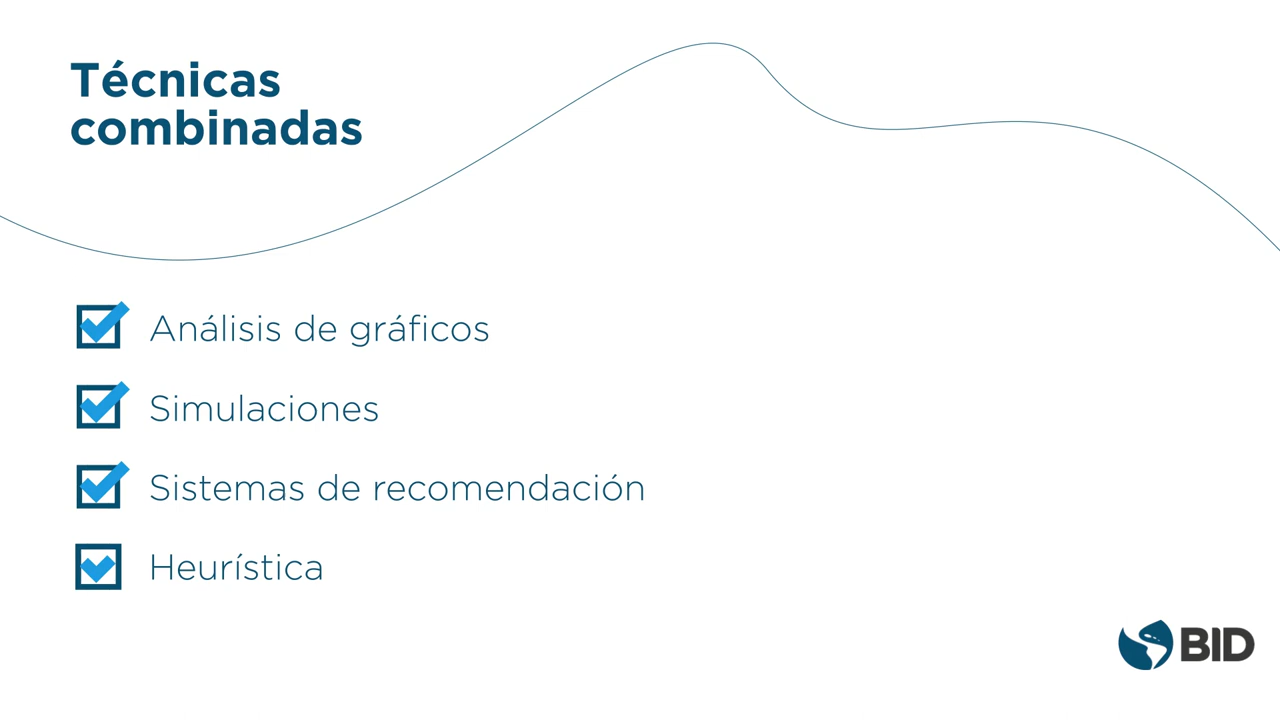 Técnicas
combinadas
Análisis de gráficos
Simulaciones
Sistemas de recomendación
Heurística
BID